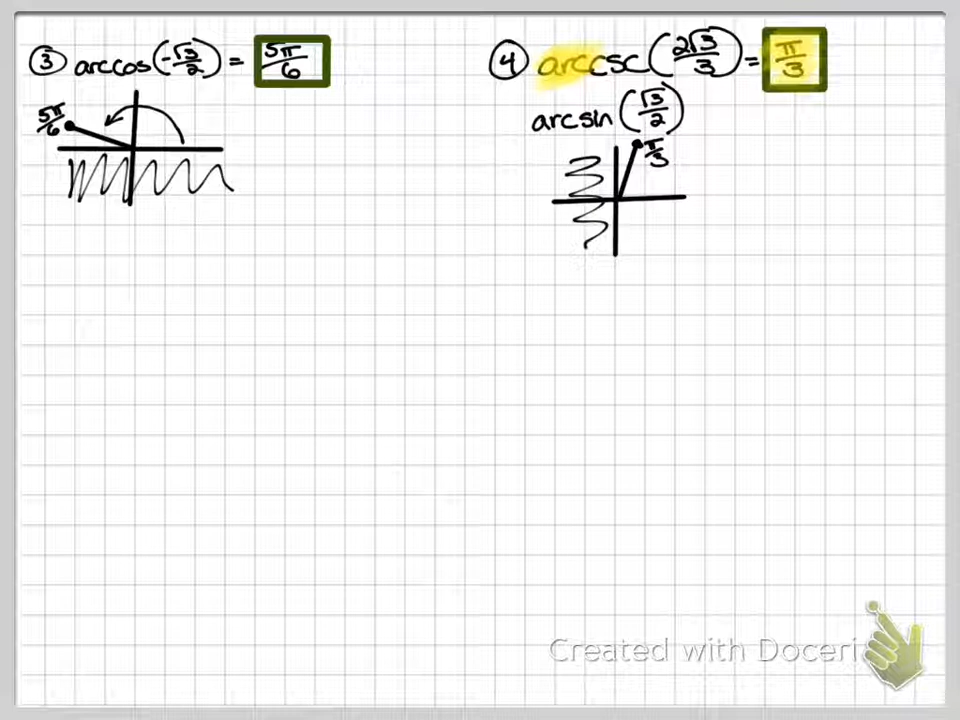 ③ arccos(-√3/2) = 5π/6
5π/6
④ arccsc(2√3/3) = π/3
arcsin(√3/2)
π/3
Created with Doceri